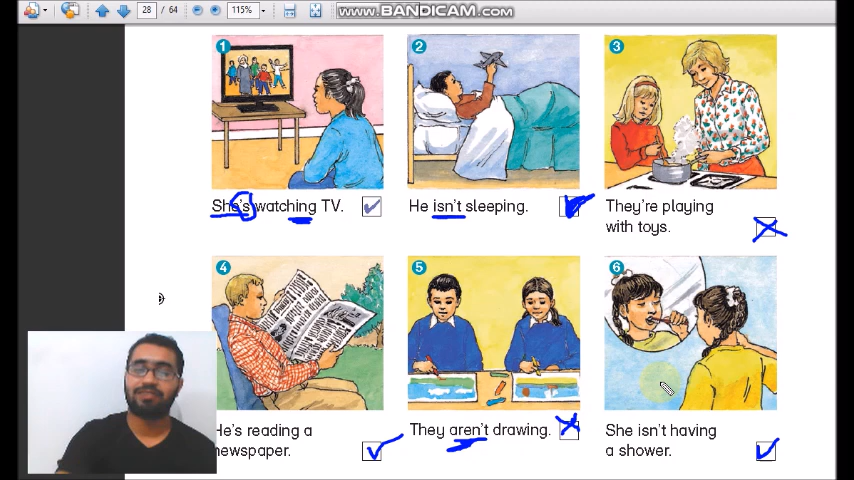 28 / 64
115%
www.BANDICAM.com
1
2
3
She's watching TV.
He isn't sleeping.
They're playing
with toys.
4
5
6
He's reading a
newspaper.
They aren't drawing.
She isn't having
a shower.